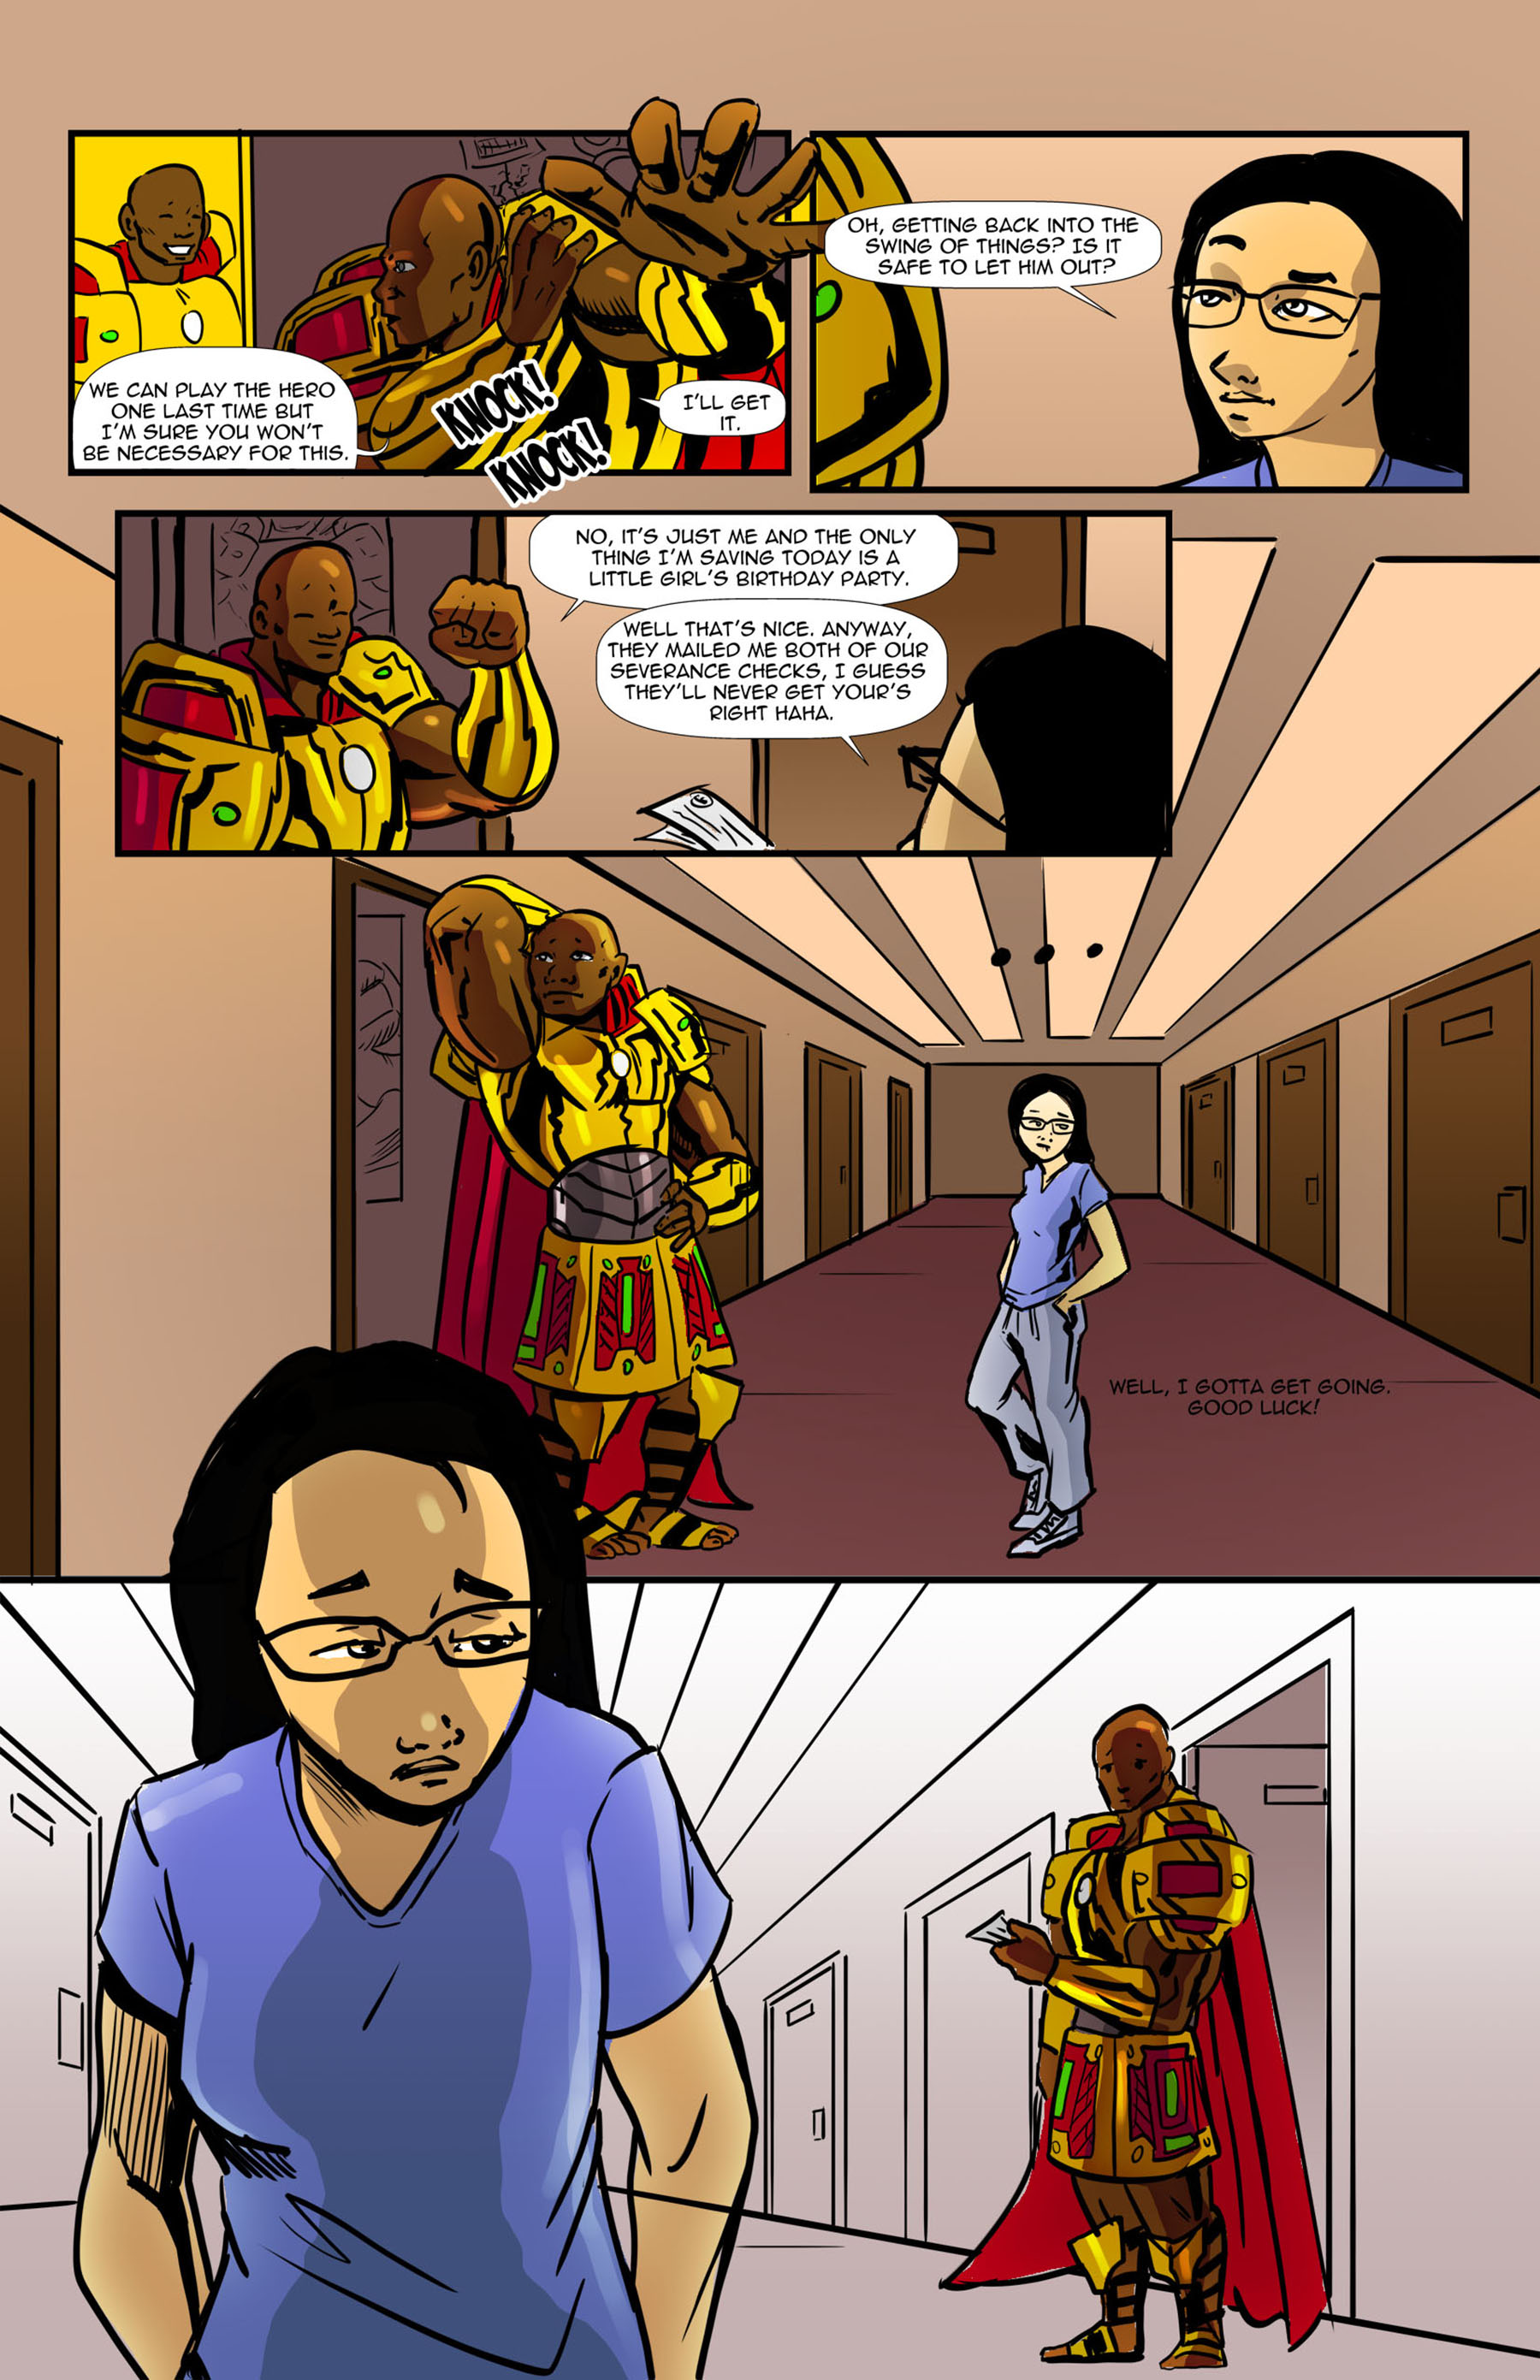 WE CAN PLAY THE HERO
ONE LAST TIME BUT
I'M SURE YOU WON'T
BE NECESSARY FOR THIS.
KNOCK!
KNOCK!
I'LL GET
IT.
OH, GETTING BACK INTO THE
SWING OF THINGS? IS IT
SAFE TO LET HIM OUT?
NO, IT'S JUST ME AND THE ONLY
THING I'M SAVING TODAY IS A
LITTLE GIRL'S BIRTHDAY PARTY.
WELL THAT'S NICE. ANYWAY,
THEY MAILED ME BOTH OF OUR
SEVERANCE CHECKS, I GUESS
THEY'LL NEVER GET YOUR'S
RIGHT HAHA.
...
WELL, I GOTTA GET GOING.
GOOD LUCK!